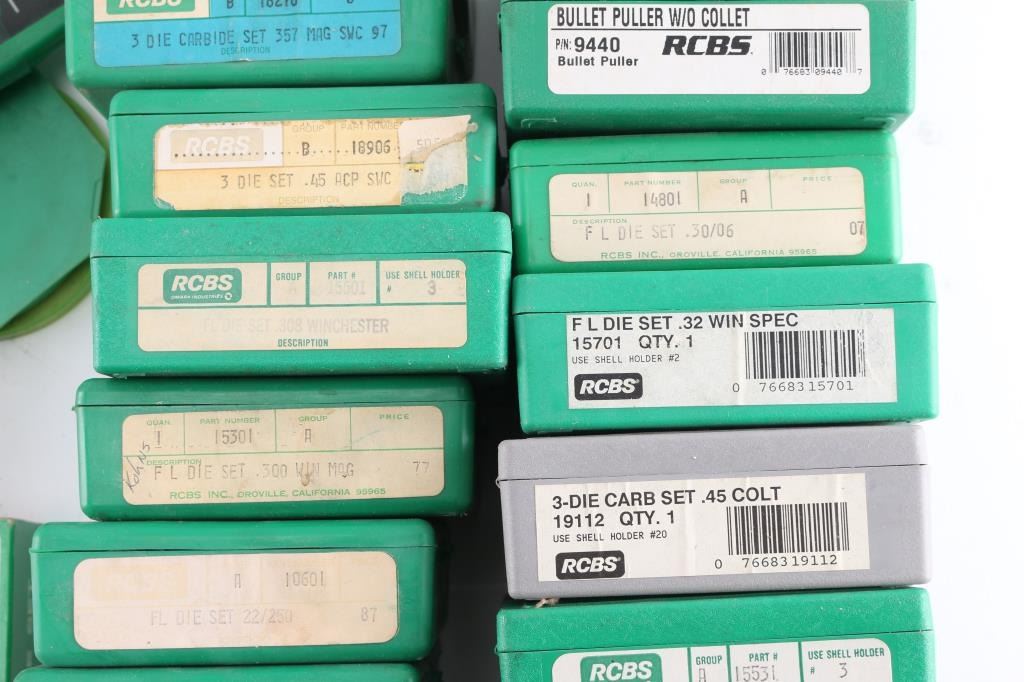 RCBS
B 18210
3 DIE CARBIDE SET 357 MAG SWC 97
DESCRIPTION
RCBS
GROUP PART NUMBER
B 18906
3 DIE SET .45 ACP SWC
DESCRIPTION
RCBS
OMARK INDUSTRIES
GROUP PART # USE SHELL HOLDER
A 15501 # 3
FL DIE SET .308 WINCHESTER
DESCRIPTION
QUAN. PART NUMBER GROUP PRICE
1 15301 A
DESCRIPTION
F L DIE SET .300 WIN MAG 77
RCBS INC., OROVILLE, CALIFORNIA 95965
A 10601
FL DIE SET 22/250 87
BULLET PULLER W/O COLLET
P/N: 9440 RCBS.
Bullet Puller
0 76683 09440 7
QUAN. PART NUMBER GROUP PRICE
1 14801 A
DESCRIPTION
F L DIE SET .30/06 07
RCBS INC., OROVILLE, CALIFORNIA 95965
F L DIE SET .32 WIN SPEC
15701 QTY. 1
USE SHELL HOLDER #2
RCBS
0 7668315701
3-DIE CARB SET .45 COLT
19112 QTY. 1
USE SHELL HOLDER #20
RCBS
0 7668319112
RCBS
GROUP PART # USE SHELL HOLDER
A 15531 # 3